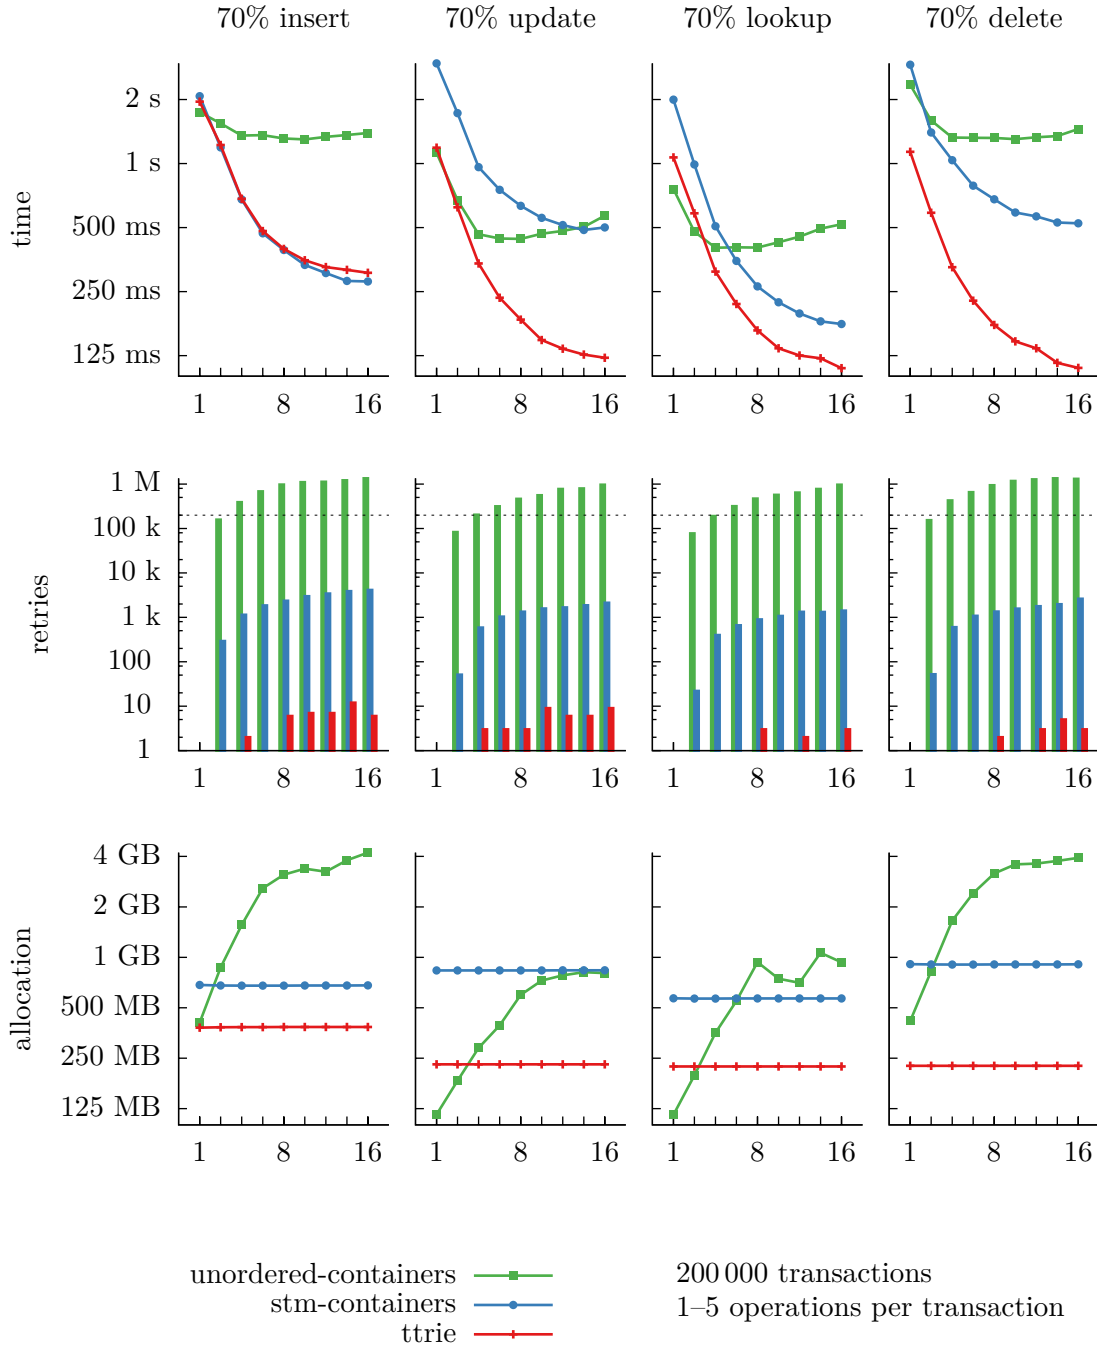 70% insert 70% update 70% lookup 70% delete
time
2 s
1 s
500 ms
250 ms
125 ms
1 8 16 1 8 16 1 8 16 1 8 16
retries
1 M
100 k
10 k
1 k
100
10
1
1 8 16 1 8 16 1 8 16 1 8 16
allocation
4 GB
2 GB
1 GB
500 MB
250 MB
125 MB
1 8 16 1 8 16 1 8 16 1 8 16
unordered-containers
stm-containers
ttrie
200 000 transactions
1–5 operations per transaction